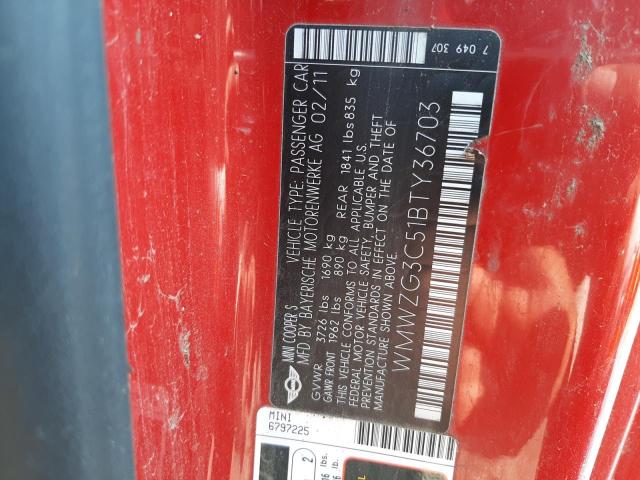 MINI COOPER S VEHICLE TYPE: PASSENGER CAR
MFD BY BAYERISCHE MOTORENWERKE AG 02/11
GVWR 3726 lbs 1690 kg
GAWR FRONT 1962 lbs 890 kg REAR 1841 lbs 835 kg
THIS VEHICLE CONFORMS TO ALL APPLICABLE U.S.
FEDERAL MOTOR VEHICLE SAFETY, BUMPER AND THEFT
PREVENTION STANDARDS IN EFFECT ON THE DATE OF
MANUFACTURE SHOWN ABOVE.
WMWZG3C51BTY36703
7 049 307
MINI
6797225
2
lbs.
lb.